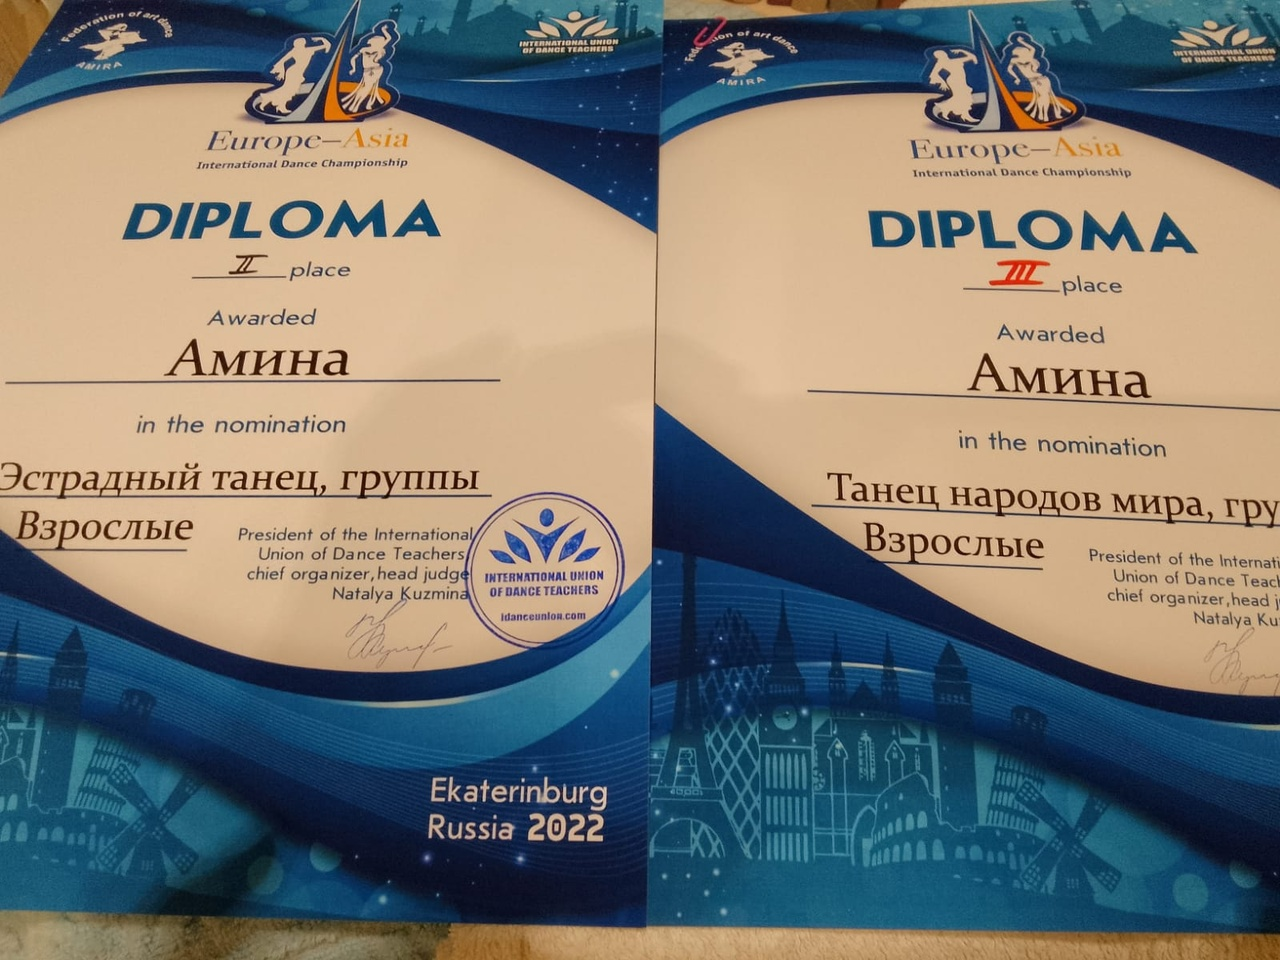 Federation of art dance
AMIRA
INTERNATIONAL UNION
OF DANCE TEACHERS
Europe–Asia
International Dance Championship
DIPLOMA
II place
Awarded
Амина
in the nomination
Эстрадный танец, группы
Взрослые
President of the International
Union of Dance Teachers
chief organizer, head judge
Natalya Kuzmina
INTERNATIONAL UNION
OF DANCE TEACHERS
idanceunion.com
Ekaterinburg
Russia 2022
of art dance
AMIRA
INTERNATIONAL UNION
OF DANCE TEACHERS
Europe–Asia
International Dance Championship
DIPLOMA
III place
Awarded
Амина
in the nomination
Танец народов мира, гру
Взрослые
President of the Internati
Union of Dance Teac
chief organizer, head j
Natalya Ku